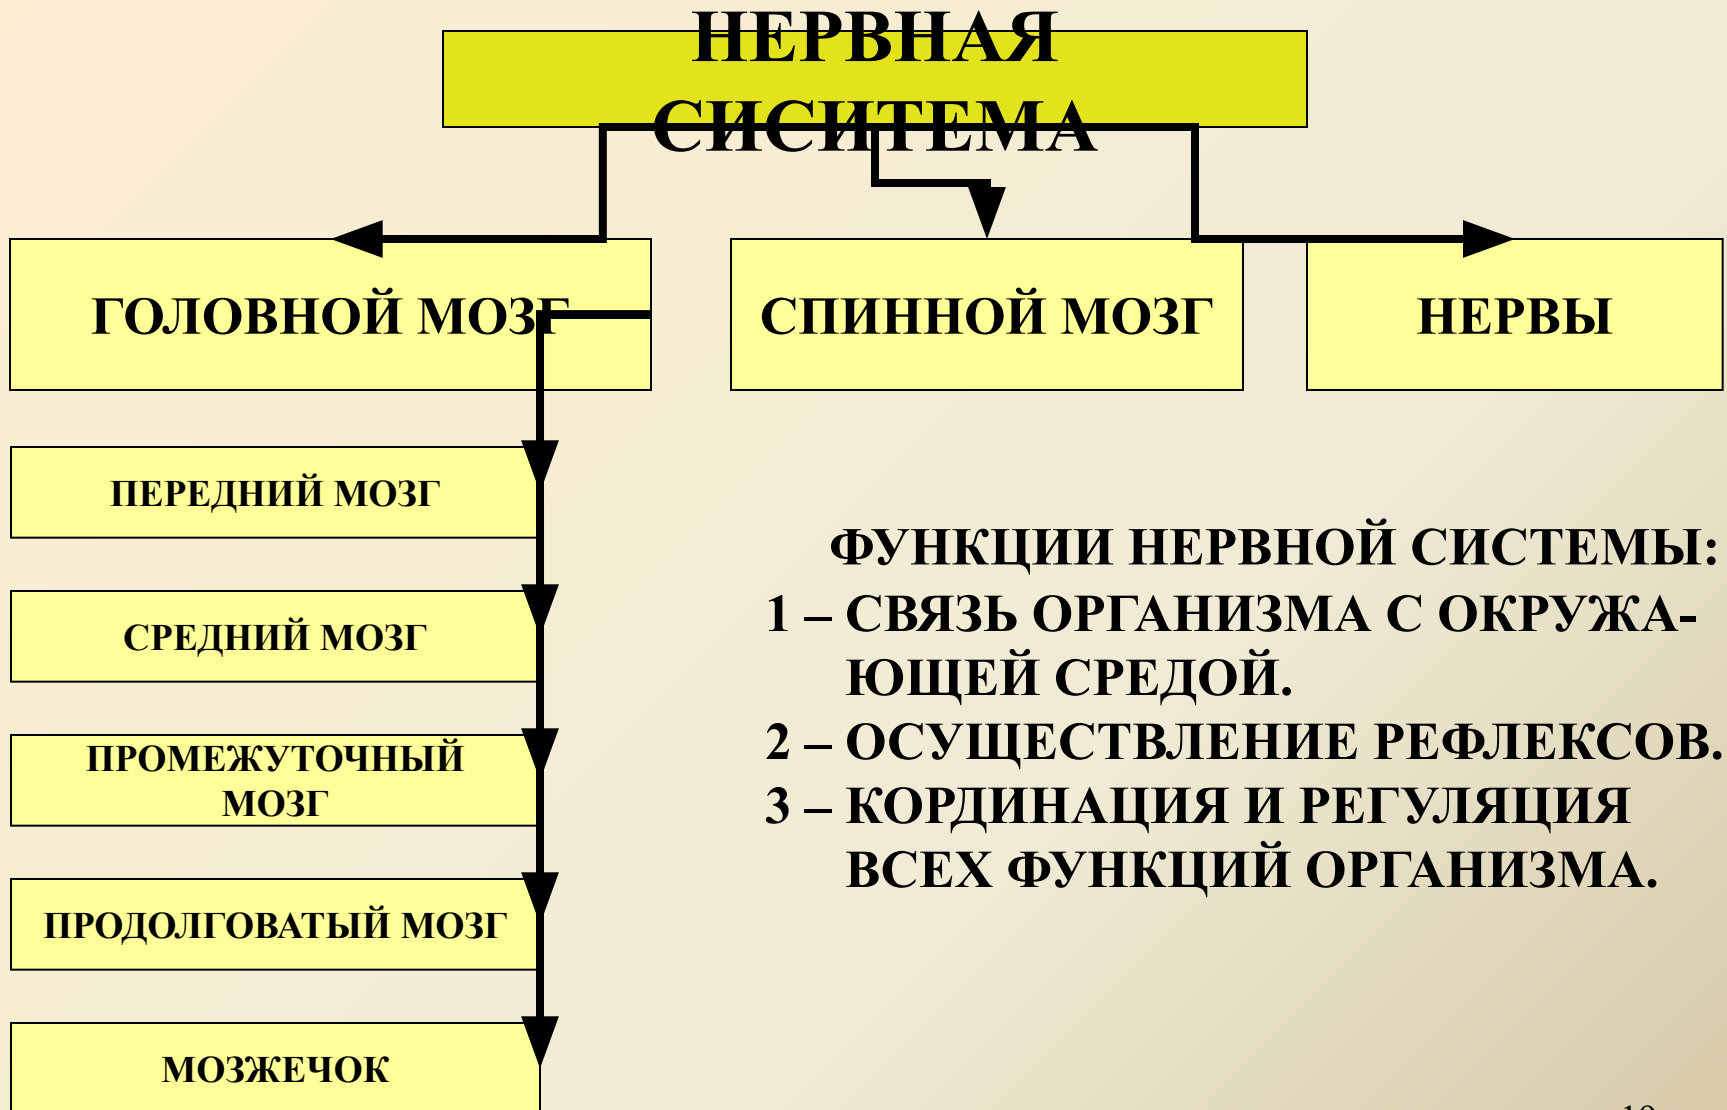 НЕРВНАЯ
СИСИТЕМА
ГОЛОВНОЙ МОЗГ
СПИННОЙ МОЗГ
НЕРВЫ
ПЕРЕДНИЙ МОЗГ
СРЕДНИЙ МОЗГ
ПРОМЕЖУТОЧНЫЙ
МОЗГ
ПРОДОЛГОВАТЫЙ МОЗГ
МОЗЖЕЧОК
ФУНКЦИИ НЕРВНОЙ СИСТЕМЫ:
1 – СВЯЗЬ ОРГАНИЗМА С ОКРУЖА-
ЮЩЕЙ СРЕДОЙ.
2 – ОСУЩЕСТВЛЕНИЕ РЕФЛЕКСОВ.
3 – КОРДИНАЦИЯ И РЕГУЛЯЦИЯ
ВСЕХ ФУНКЦИЙ ОРГАНИЗМА.